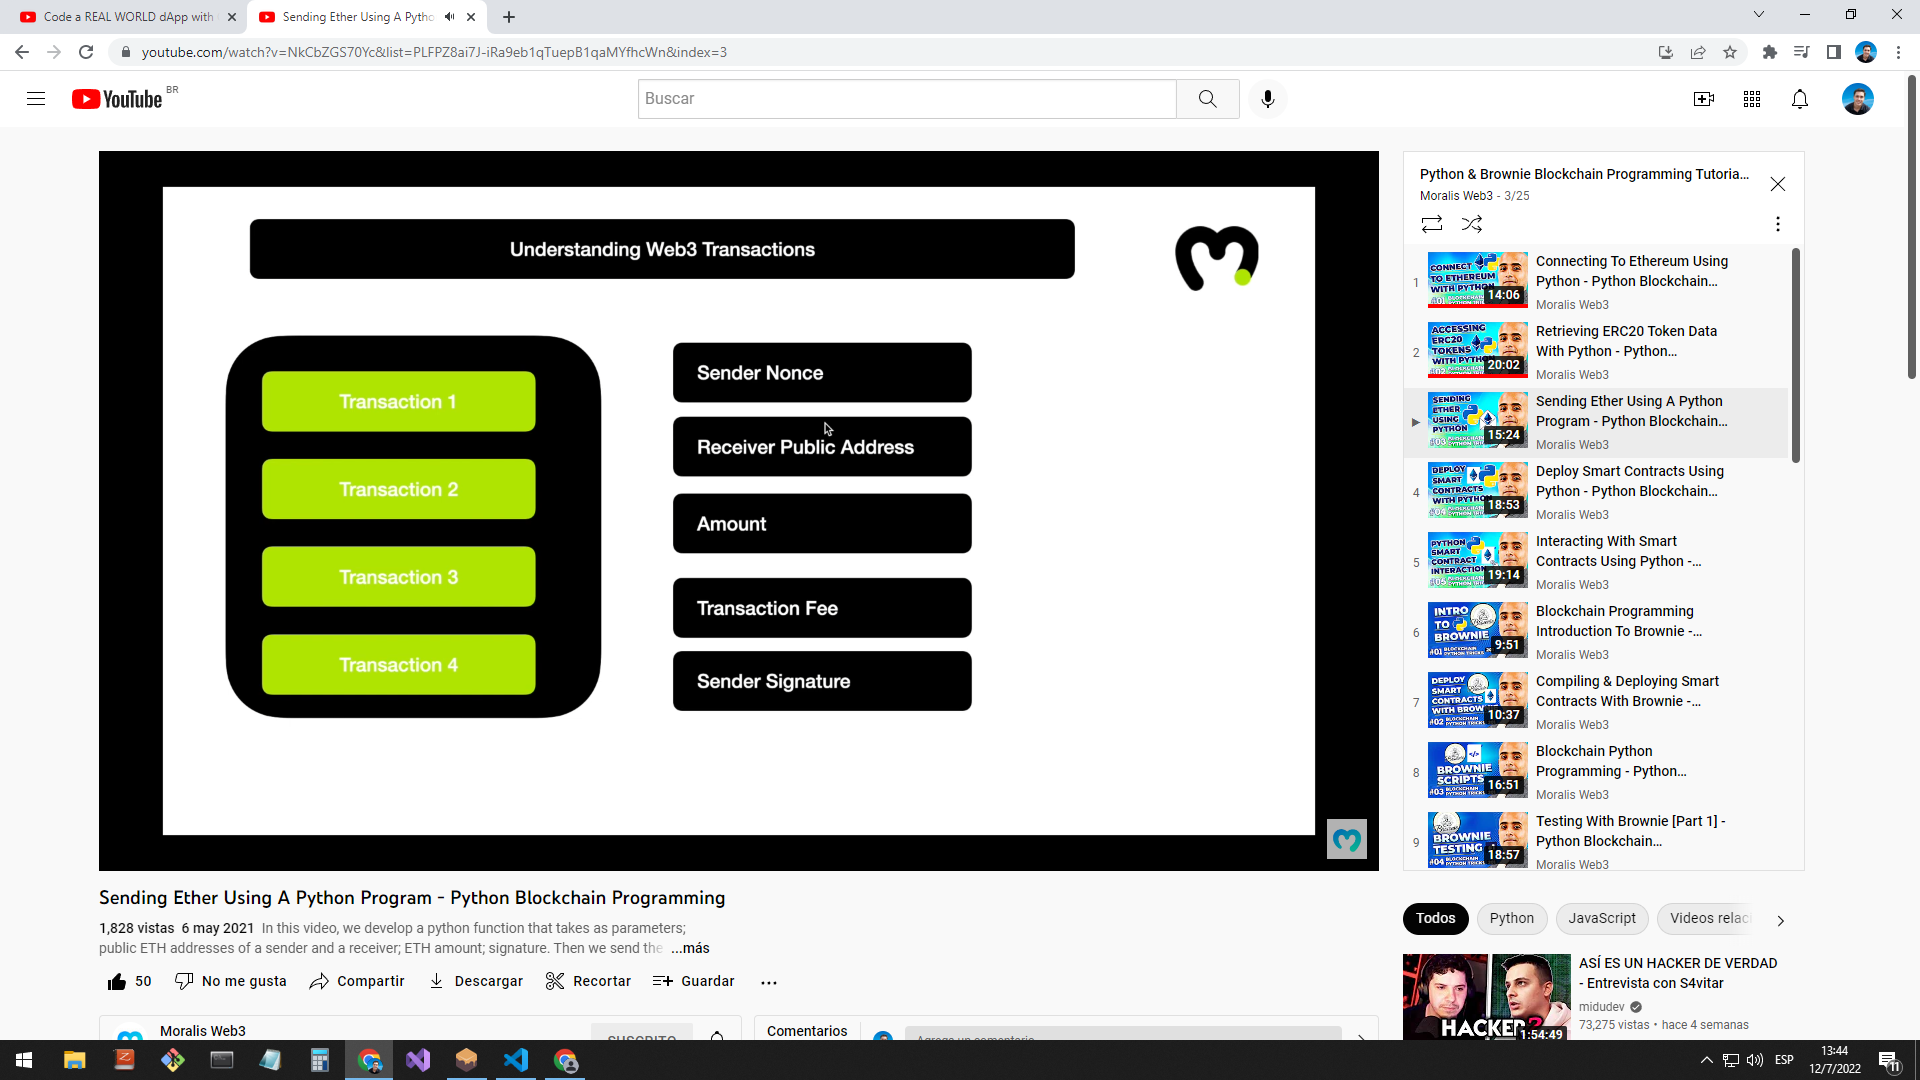 Code a REAL WORLD dApp with
Sending Ether Using A Pytho
youtube.com/watch?v=NkCbZGS70Yc&list=PLFPZ8ai7J-iRa9eb1qTuepB1qaMYfhcWn&index=3
YouTube BR
Buscar
Understanding Web3 Transactions
Transaction 1
Transaction 2
Transaction 3
Transaction 4
Sender Nonce
Receiver Public Address
Amount
Transaction Fee
Sender Signature
Sending Ether Using A Python Program - Python Blockchain Programming
1,828 vistas 6 may 2021 In this video, we develop a python function that takes as parameters;
public ETH addresses of a sender and a receiver; ETH amount; signature. Then we send the ...más
50 No me gusta Compartir Descargar Recortar Guardar
Moralis Web3
SUSCRITO
Comentarios
Agrega un comentario
Python & Brownie Blockchain Programming Tutoria...
Moralis Web3 - 3/25
1
CONNECT
TO ETHEREUM
WITH PYTHON
14:06
Connecting To Ethereum Using
Python - Python Blockchain...
Moralis Web3
2
ACCESSING
ERC20
TOKENS
WITH PYTHON
20:02
Retrieving ERC20 Token Data
With Python - Python...
Moralis Web3
SENDING
ETHER
USING
PYTHON
15:24
Sending Ether Using A Python
Program - Python Blockchain...
Moralis Web3
4
DEPLOY
SMART
CONTRACTS
WITH PYTHON
18:53
Deploy Smart Contracts Using
Python - Python Blockchain...
Moralis Web3
5
PYTHON
SMART
CONTRACT
INTERACTION
19:14
Interacting With Smart
Contracts Using Python -...
Moralis Web3
6
INTRO
TO
BROWNIE
9:51
Blockchain Programming
Introduction To Brownie -...
Moralis Web3
7
DEPLOY
SMART
CONTRACTS
WITH BROWNIE
10:37
Compiling & Deploying Smart
Contracts With Brownie -...
Moralis Web3
8
BROWNIE
SCRIPTS
16:51
Blockchain Python
Programming - Python...
Moralis Web3
9
BROWNIE
TESTING
18:57
Testing With Brownie [Part 1] -
Python Blockchain...
Moralis Web3
Todos Python JavaScript Videos relaci
HACKER
1:54:49
ASÍ ES UN HACKER DE VERDAD
- Entrevista con S4vitar
midudev
73,275 vistas • hace 4 semanas
ESP
13:44
12/7/2022
11